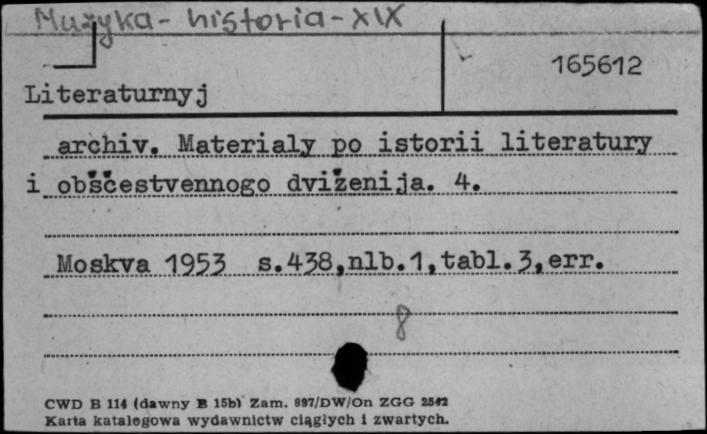 Muzyka - historia - XIX
165612
Literaturnyj
archiv. Materialy po istorii literatury
i obščestvennogo dviženija. 4.
Moskva 1953 s.438,nlb.1,tabl.3,err.
8
CWD B 114 (dawny B 15b) Zam. 897/DW/On ZGG 2542
Karta katalogowa wydawnictw ciągłych i zwartych.